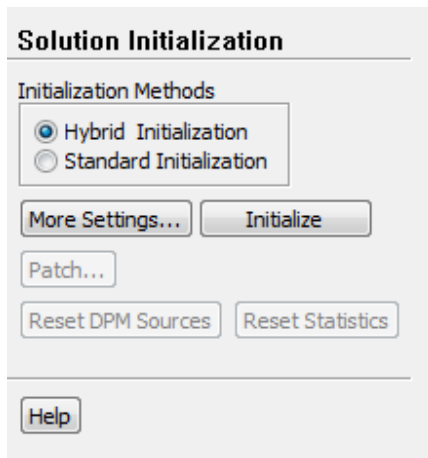 Solution Initialization
Initialization Methods
Hybrid Initialization
Standard Initialization
More Settings... Initialize
Patch...
Reset DPM Sources Reset Statistics
Help